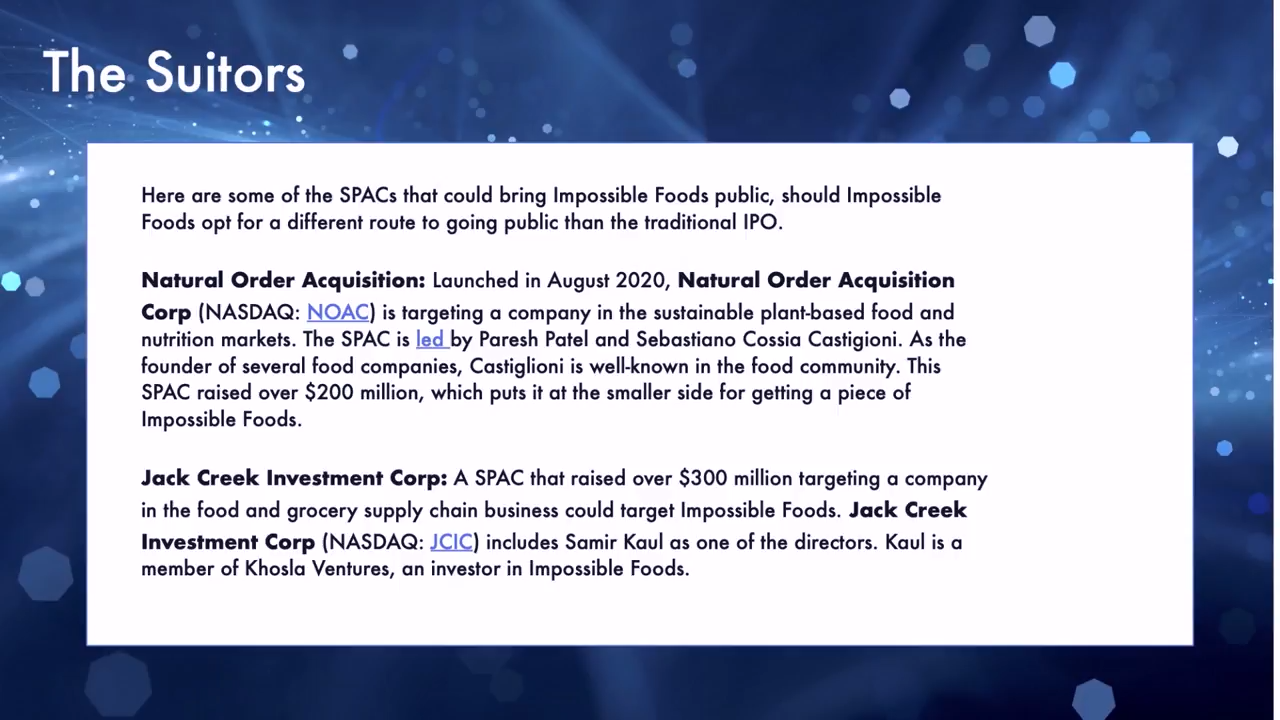 The Suitors
Here are some of the SPACs that could bring Impossible Foods public, should Impossible
Foods opt for a different route to going public than the traditional IPO.
Natural Order Acquisition: Launched in August 2020, Natural Order Acquisition
Corp (NASDAQ: NOAC) is targeting a company in the sustainable plant-based food and
nutrition markets. The SPAC is led by Paresh Patel and Sebastiano Cossia Castigioni. As the
founder of several food companies, Castiglioni is well-known in the food community. This
SPAC raised over $200 million, which puts it at the smaller side for getting a piece of
Impossible Foods.
Jack Creek Investment Corp: A SPAC that raised over $300 million targeting a company
in the food and grocery supply chain business could target Impossible Foods. Jack Creek
Investment Corp (NASDAQ: JCIC) includes Samir Kaul as one of the directors. Kaul is a
member of Khosla Ventures, an investor in Impossible Foods.